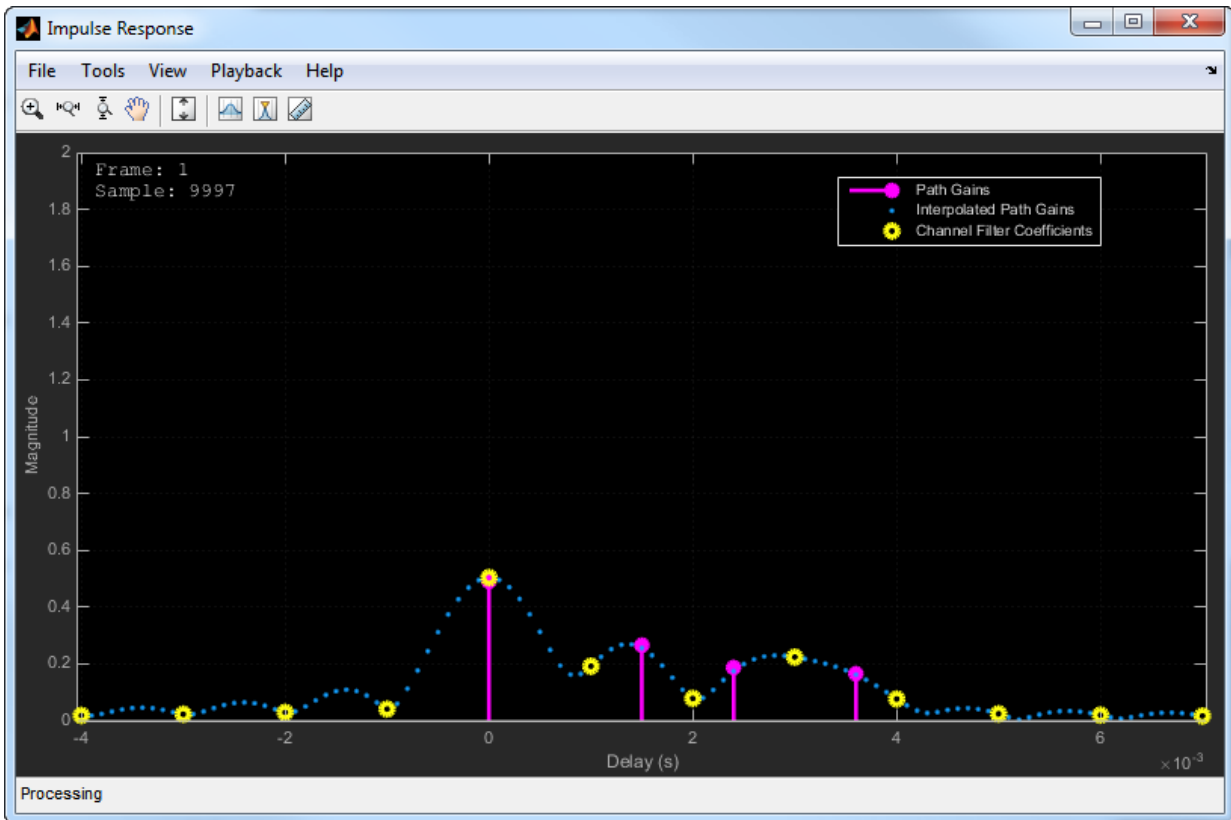 Impulse Response
File Tools View Playback Help
Frame: 1
Sample: 9997
Path Gains
Interpolated Path Gains
Channel Filter Coefficients
2
1.8
1.6
1.4
1.2
1
0.8
0.6
0.4
0.2
0
Magnitude
-4 -2 0 2 4 6
Delay (s)
×10-3
Processing